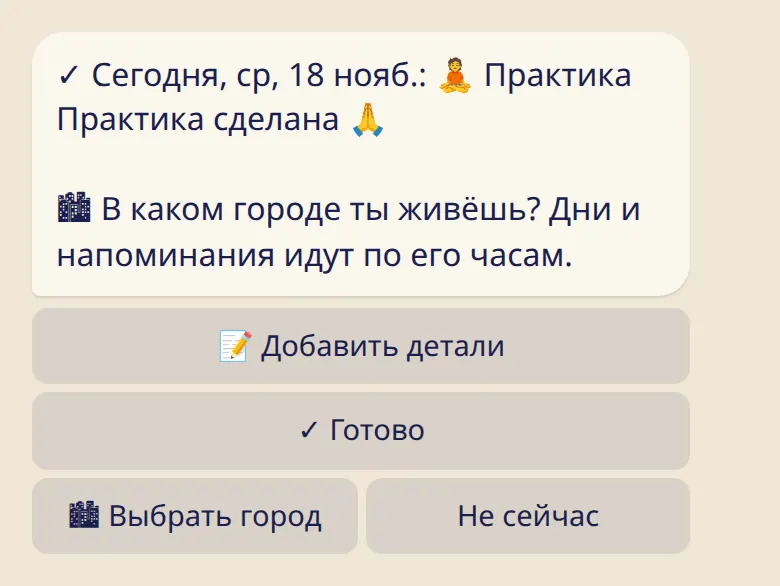 ✓ Сегодня, ср, 18 нояб.: 🧘 Практика
Практика сделана 🙏
🏙 В каком городе ты живёшь? Дни и
напоминания идут по его часам.
📝 Добавить детали
✓ Готово
🏙 Выбрать город
Не сейчас